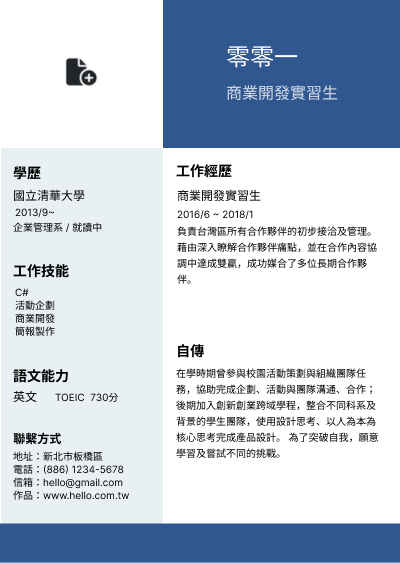 零零一
商業開發實習生
學歷
國立清華大學
2013/9~
企業管理系 / 就讀中
工作技能
C#
活動企劃
商業開發
簡報製作
語文能力
英文 TOEIC 730分
聯繫方式
地址：新北市板橋區
電話：(886) 1234-5678
信箱：hello@gmail.com
作品：www.hello.com.tw
工作經歷
商業開發實習生
2016/6 ~ 2018/1
負責台灣區所有合作夥伴的初步接洽及管理。
藉由深入瞭解合作夥伴痛點，並在合作內容協
調中達成雙贏，成功媒合了多位長期合作夥
伴。
自傳
在學時期曾參與校園活動策劃與組織團隊任
務，協助完成企劃、活動與團隊溝通、合作；
後期加入創新創業跨域學程，整合不同科系及
背景的學生團隊，使用設計思考、以人為本為
核心思考完成產品設計。 為了突破自我，願意
學習及嘗試不同的挑戰。